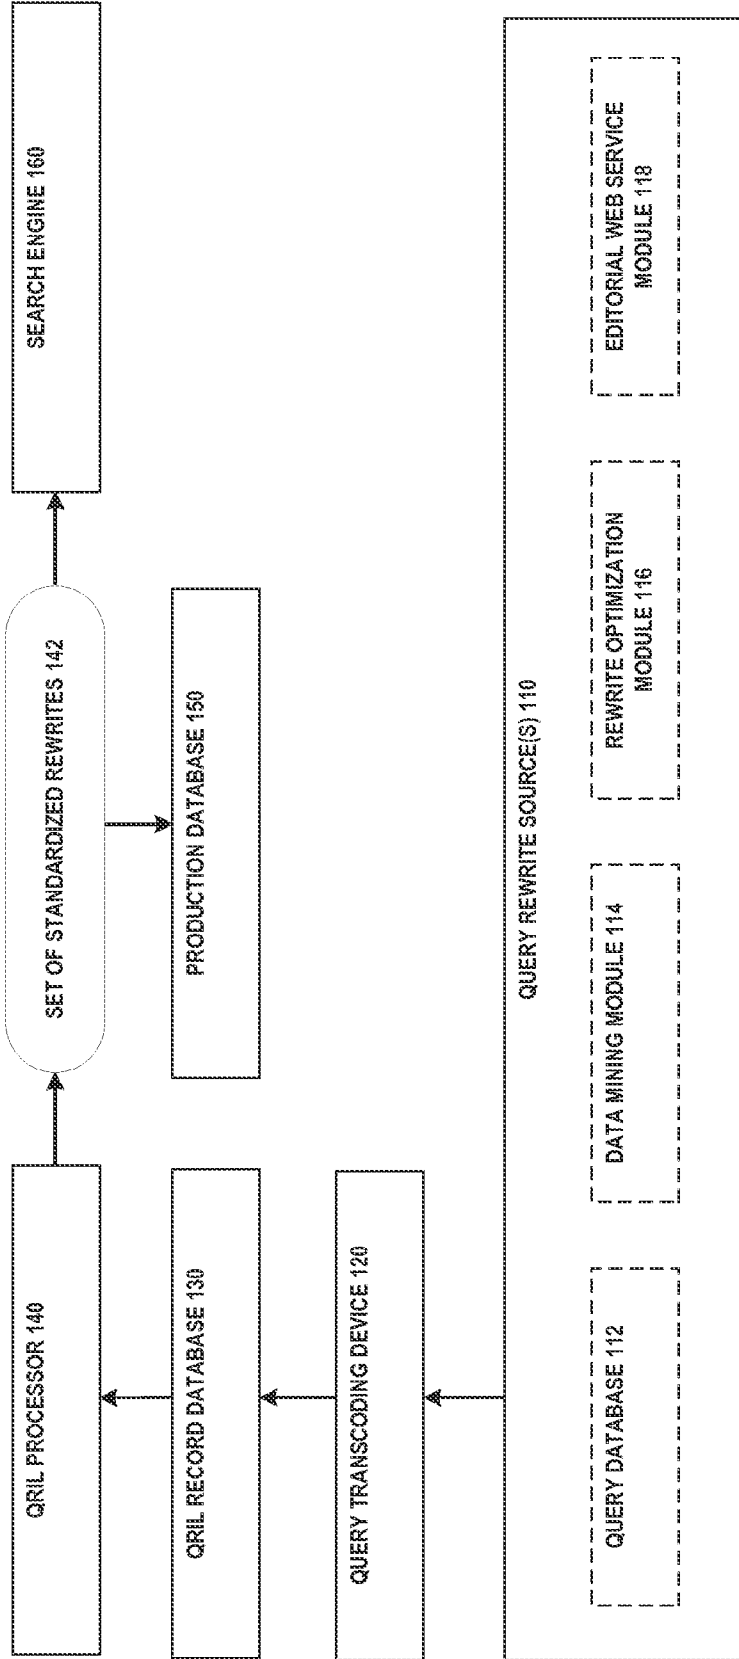 QRIL PROCESSOR 140
SET OF STANDARDIZED REWRITES 142
SEARCH ENGINE 160
QRIL RECORD DATABASE 130
PRODUCTION DATABASE 150
QUERY TRANSCODING DEVICE 120
QUERY REWRITE SOURCE(S) 110
QUERY DATABASE 112
DATA MINING MODULE 114
REWRITE OPTIMIZATION
MODULE 116
EDITORIAL WEB SERVICE
MODULE 118